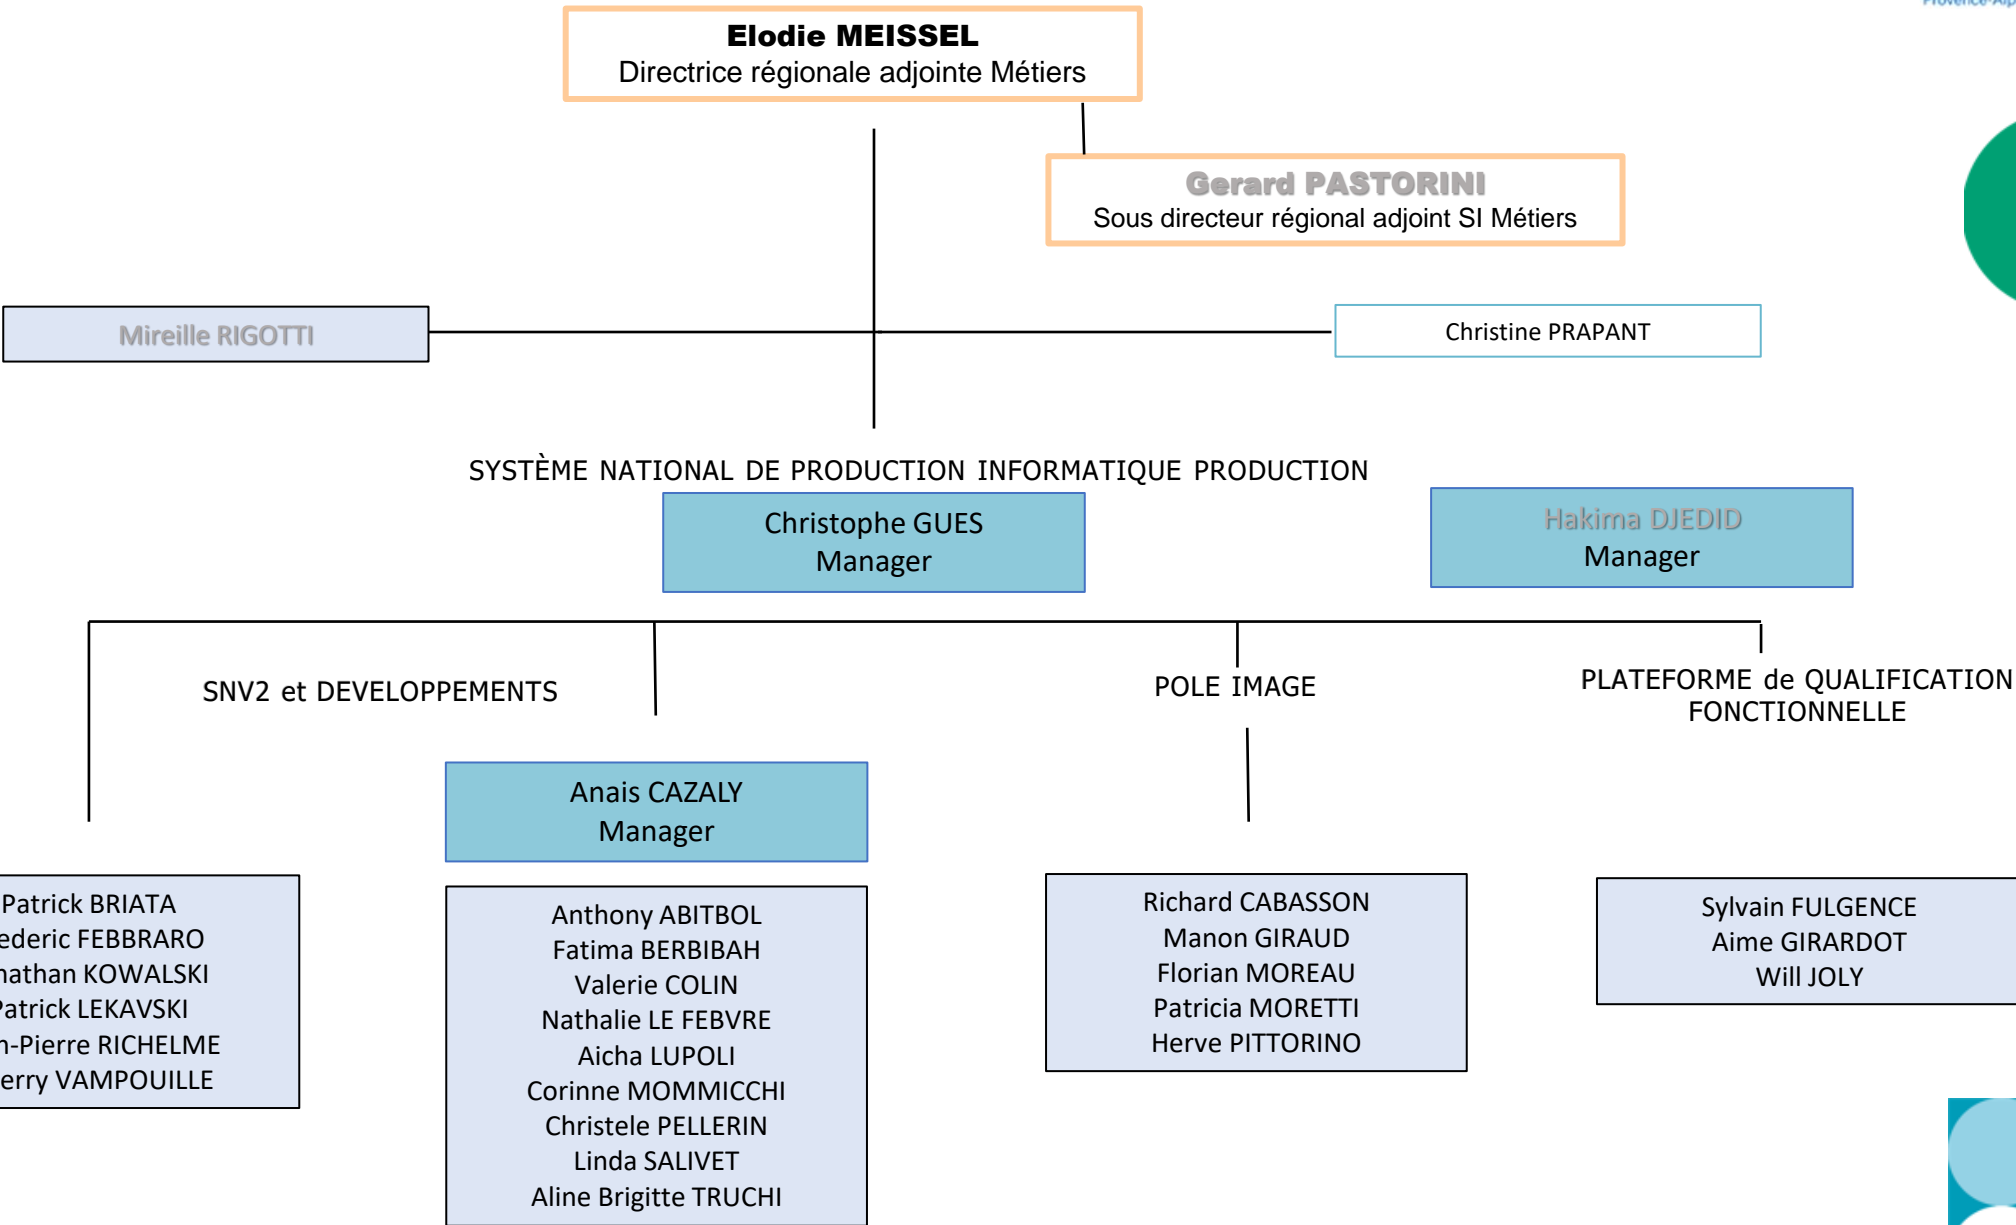 Elodie MEISSEL
Directrice régionale adjointe Métiers
Gerard PASTORINI
Sous directeur régional adjoint SI Métiers
Mireille RIGOTTI
Christine PRAPANT
SYSTÈME NATIONAL DE PRODUCTION INFORMATIQUE PRODUCTION
Christophe GUES
Manager
Hakima DJEDID
Manager
SNV2 et DEVELOPPEMENTS
POLE IMAGE
PLATEFORME de QUALIFICATION
FONCTIONNELLE
Anais CAZALY
Manager
Patrick BRIATA
ederic FEBBRARO
nathan KOWALSKI
Patrick LEKAVSKI
n-Pierre RICHELME
erry VAMPOUILLE
Anthony ABITBOL
Fatima BERBIBAH
Valerie COLIN
Nathalie LE FEBVRE
Aicha LUPOLI
Corinne MOMMICCHI
Christele PELLERIN
Linda SALIVET
Aline Brigitte TRUCHI
Richard CABASSON
Manon GIRAUD
Florian MOREAU
Patricia MORETTI
Herve PITTORINO
Sylvain FULGENCE
Aime GIRARDOT
Will JOLY